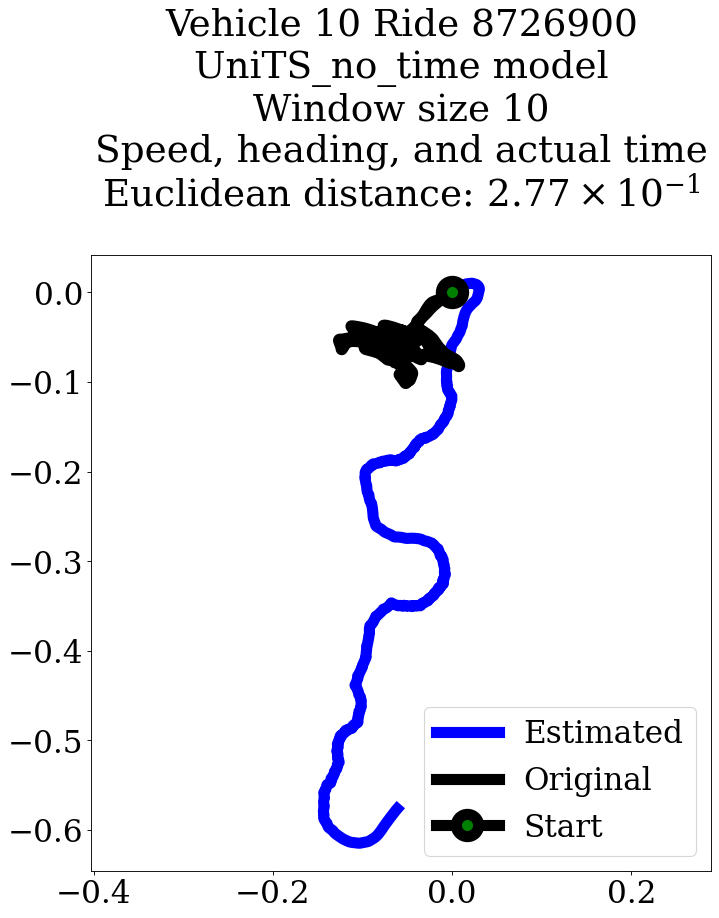 Vehicle 10 Ride 8726900
UniTS_no_time model
Window size 10
Speed, heading, and actual time
Euclidean distance: 2.77 × 10⁻¹
0.0
−0.1
−0.2
−0.3
−0.4
−0.5
−0.6
Estimated
Original
Start
−0.4
−0.2
0.0
0.2